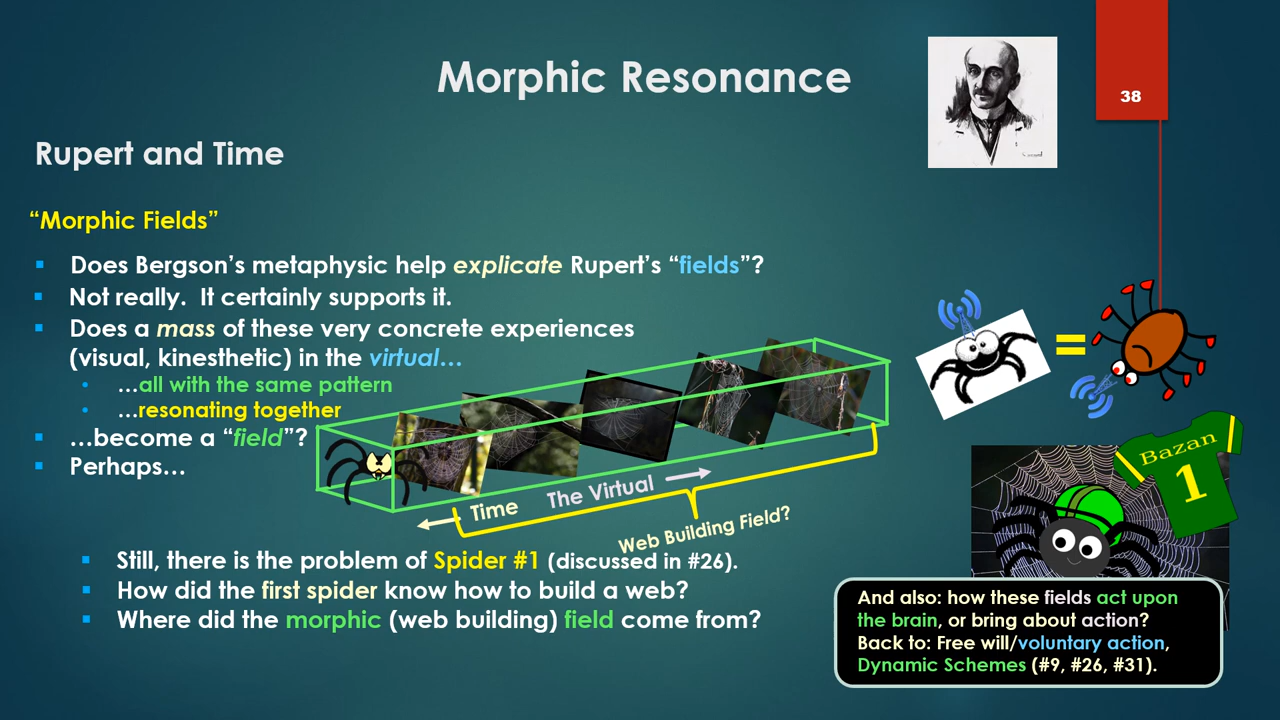 Morphic Resonance
38
Rupert and Time
“Morphic Fields”
Does Bergson’s metaphysic help explicate Rupert’s “fields”?
Not really. It certainly supports it.
Does a mass of these very concrete experiences
(visual, kinesthetic) in the virtual…
…all with the same pattern
…resonating together
…become a “field”?
Perhaps…
Time The Virtual
Web Building Field?
=
Bazan
1
Still, there is the problem of Spider #1 (discussed in #26).
How did the first spider know how to build a web?
Where did the morphic (web building) field come from?
And also: how these fields act upon
the brain, or bring about action?
Back to: Free will/voluntary action,
Dynamic Schemes (#9, #26, #31).